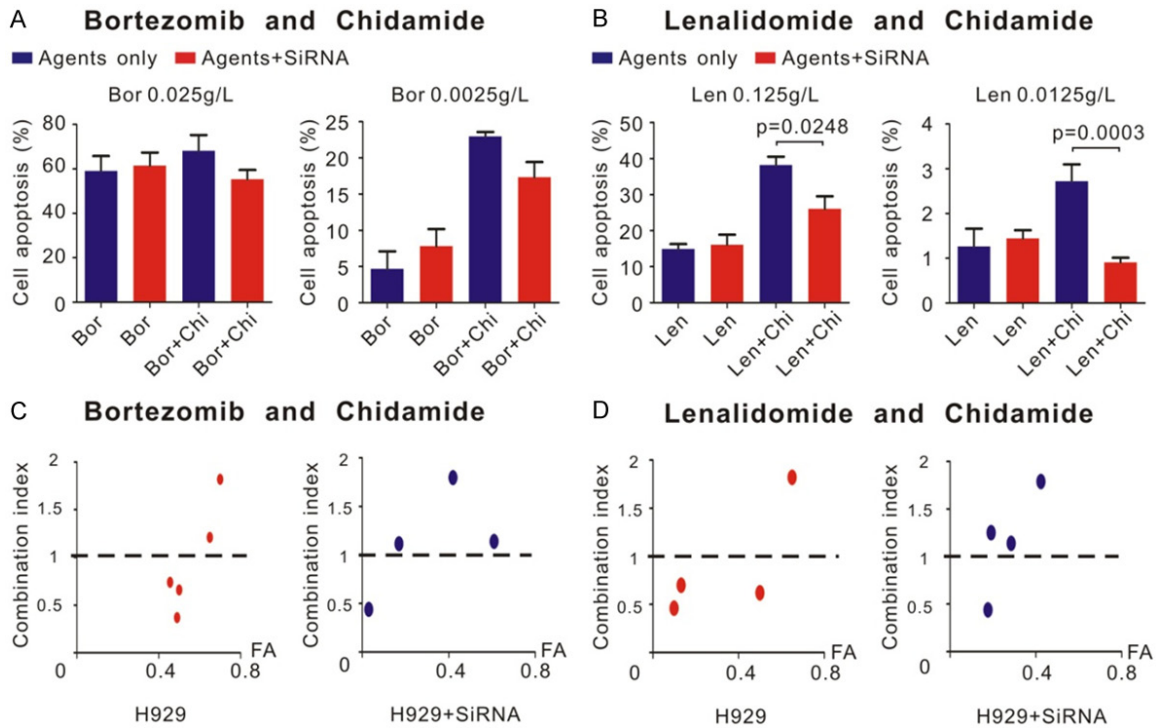 A Bortezomib and Chidamide
Agents only Agents+SiRNA
Bor 0.025g/L
Cell apoptosis (%)
80
60
40
20
0
Bor Bor Bor+Chi Bor+Chi
Bor 0.0025g/L
Cell apoptosis (%)
25
20
15
10
5
0
Bor Bor Bor+Chi Bor+Chi
B Lenalidomide and Chidamide
Agents only Agents+SiRNA
Len 0.125g/L
Cell apoptosis (%)
50
40
30
20
10
0
p=0.0248
Len Len Len+Chi Len+Chi
Len 0.0125g/L
Cell apoptosis (%)
4
3
2
1
0
p=0.0003
Len Len Len+Chi Len+Chi
C Bortezomib and Chidamide
Combination index
2
1.5
1
0.5
0 0.4 0.8
FA
H929
Combination index
2
1.5
1
0.5
0 0.4 0.8
FA
H929+SiRNA
D Lenalidomide and Chidamide
Combination index
2
1.5
1
0.5
0 0.4 0.8
FA
H929
Combination index
2
1.5
1
0.5
0 0.4 0.8
FA
H929+SiRNA